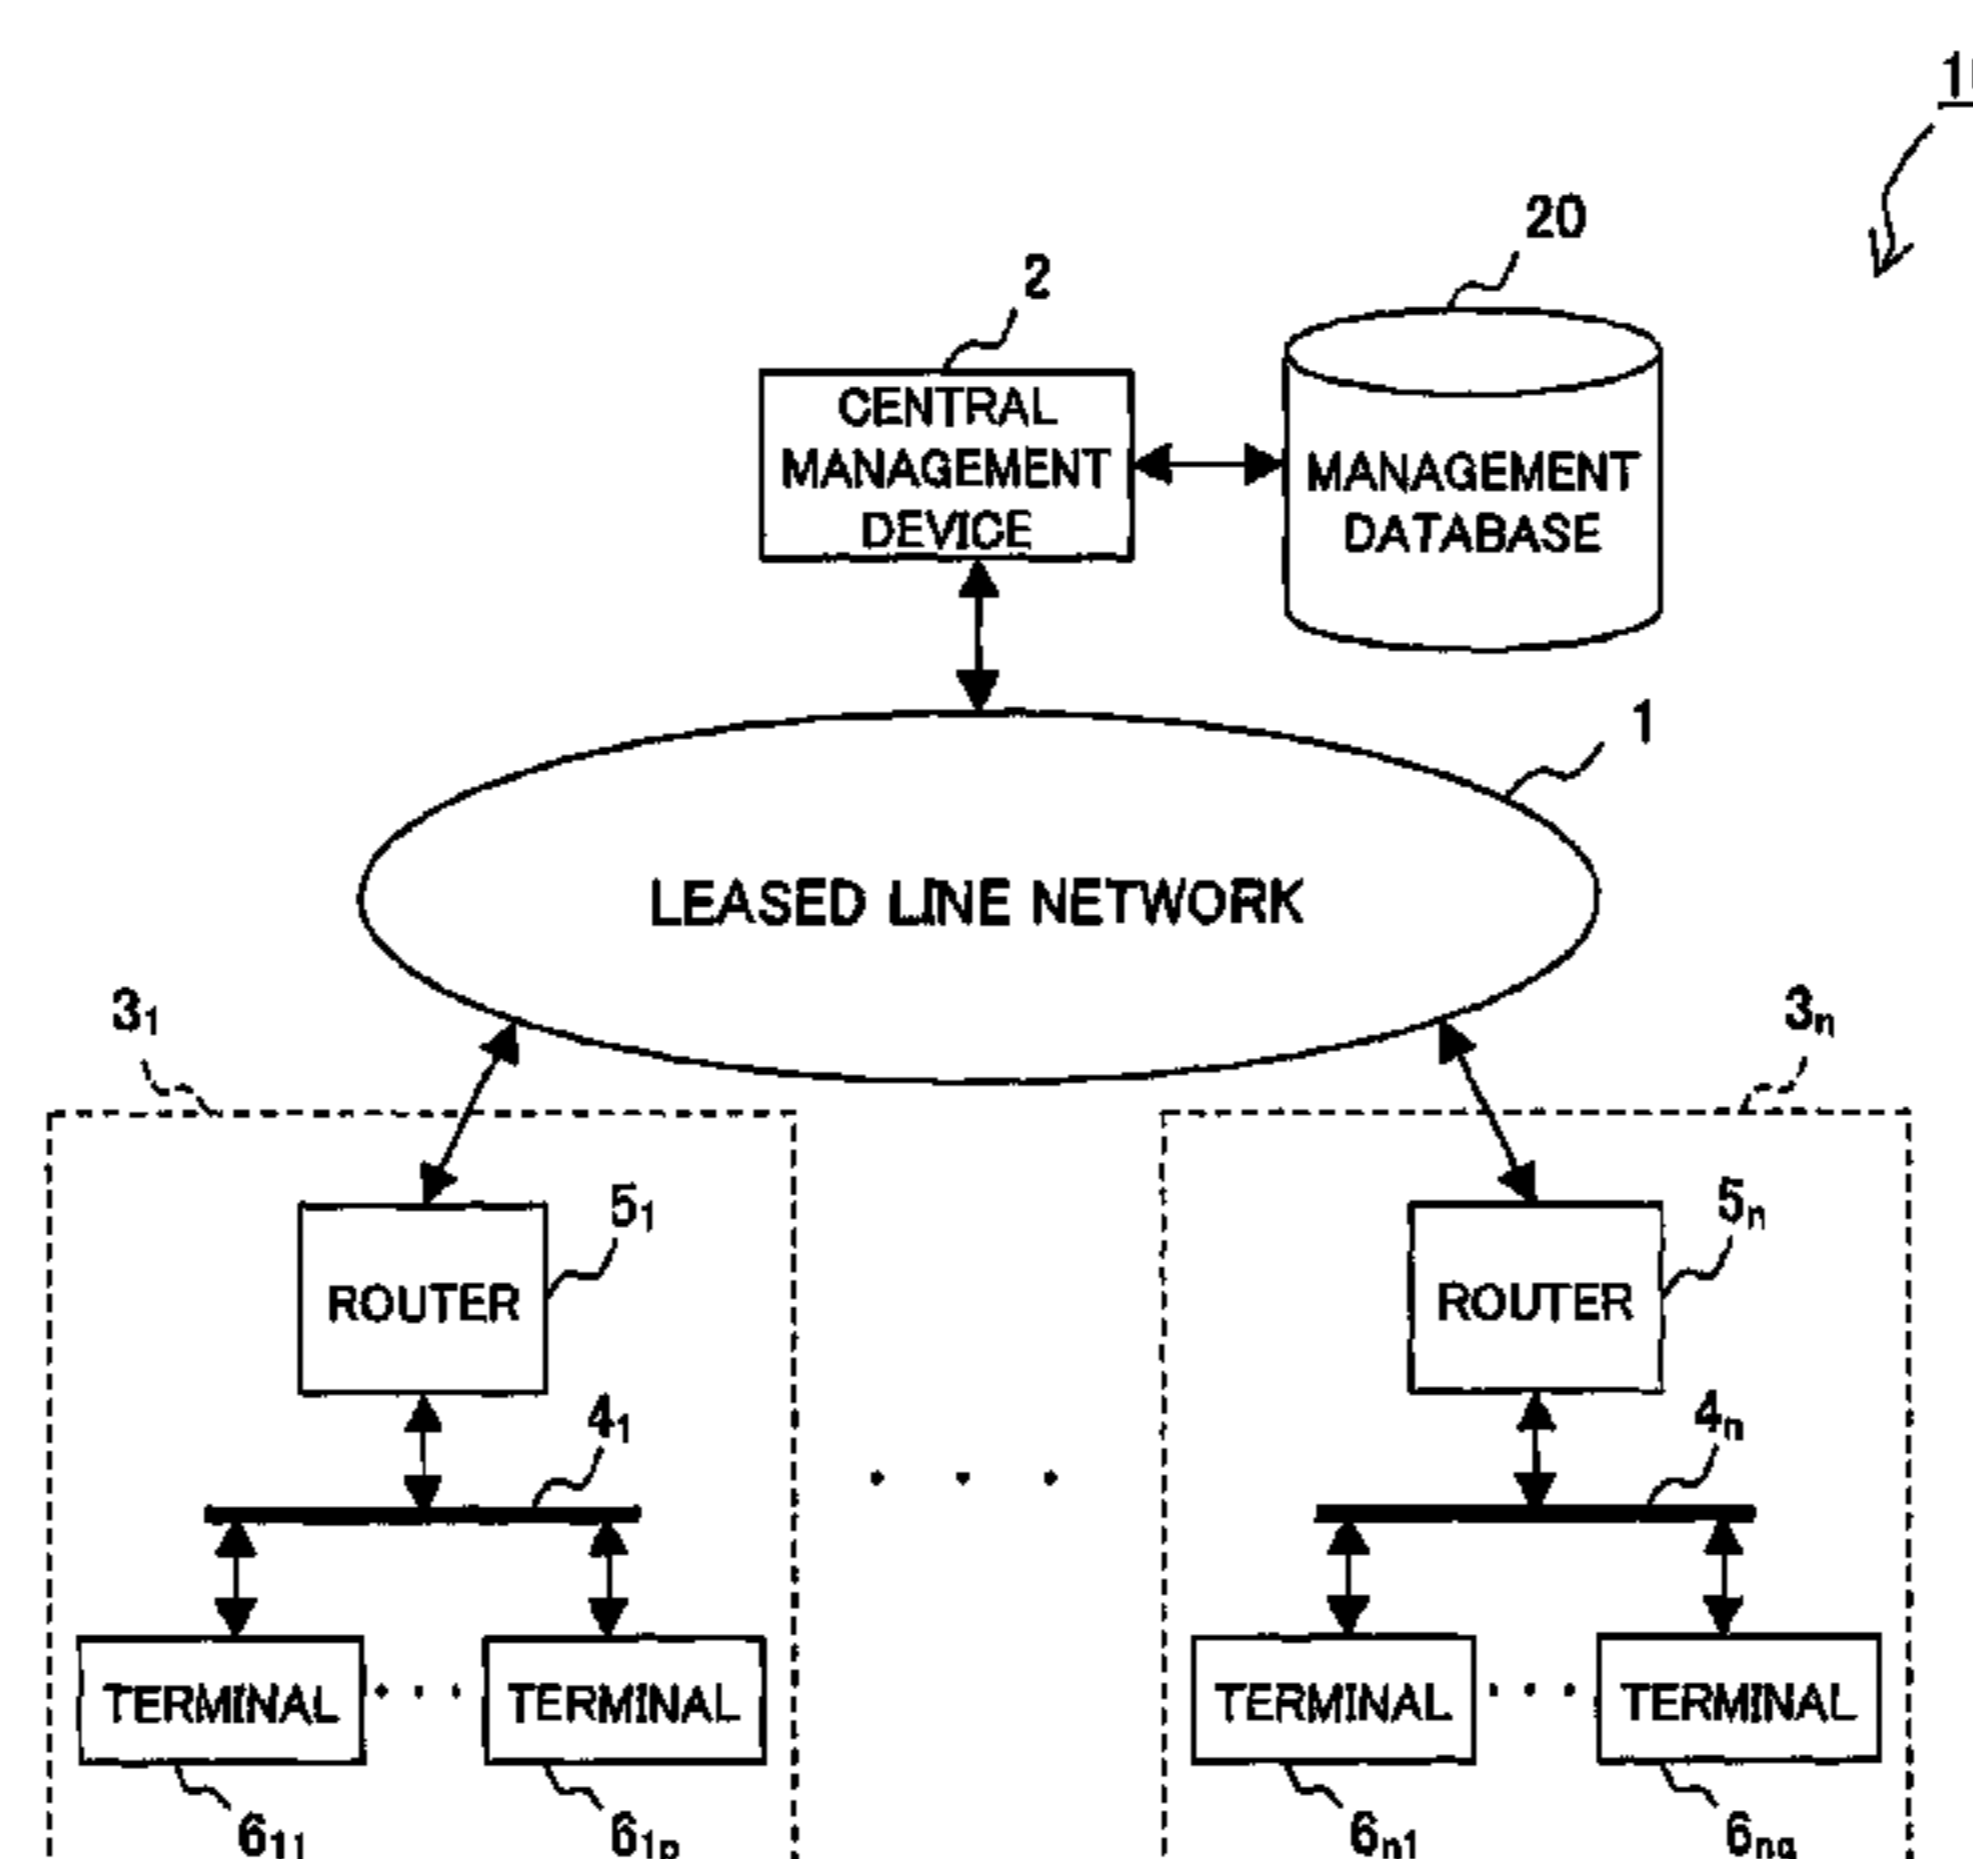 20
2
CENTRAL
MANAGEMENT
DEVICE
MANAGEMENT
DATABASE
1
LEASED LINE NETWORK
3₁
3ₙ
5₁
5ₙ
ROUTER
ROUTER
4₁
4ₙ
TERMINAL
TERMINAL
TERMINAL
TERMINAL
6₁₁
6₁ₚ
6ₙ₁